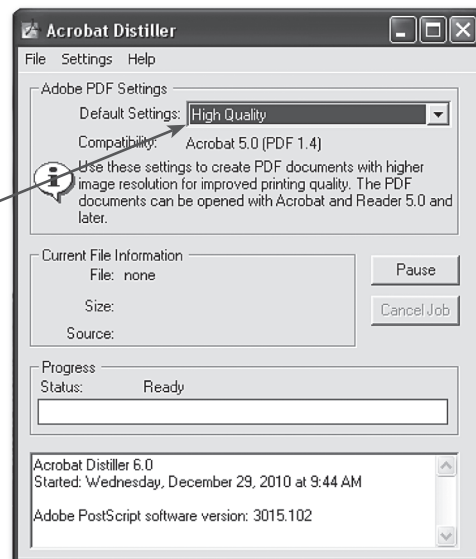 Acrobat Distiller
File Settings Help
Adobe PDF Settings
Default Settings: High Quality
Compatibility: Acrobat 5.0 (PDF 1.4)
Use these settings to create PDF documents with higher
image resolution for improved printing quality. The PDF
documents can be opened with Acrobat and Reader 5.0 and
later.
Current File Information
File: none
Size:
Source:
Pause
Cancel Job
Progress
Status: Ready
Acrobat Distiller 6.0
Started: Wednesday, December 29, 2010 at 9:44 AM
Adobe PostScript software version: 3015.102